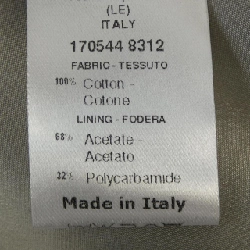 (LE)
ITALY
170544 8312
FABRIC - TESSUTO
100% Cotton -
Cotone
LINING - FODERA
68% Acetate -
Acetato
32% Polycarbamide
Made in Italy